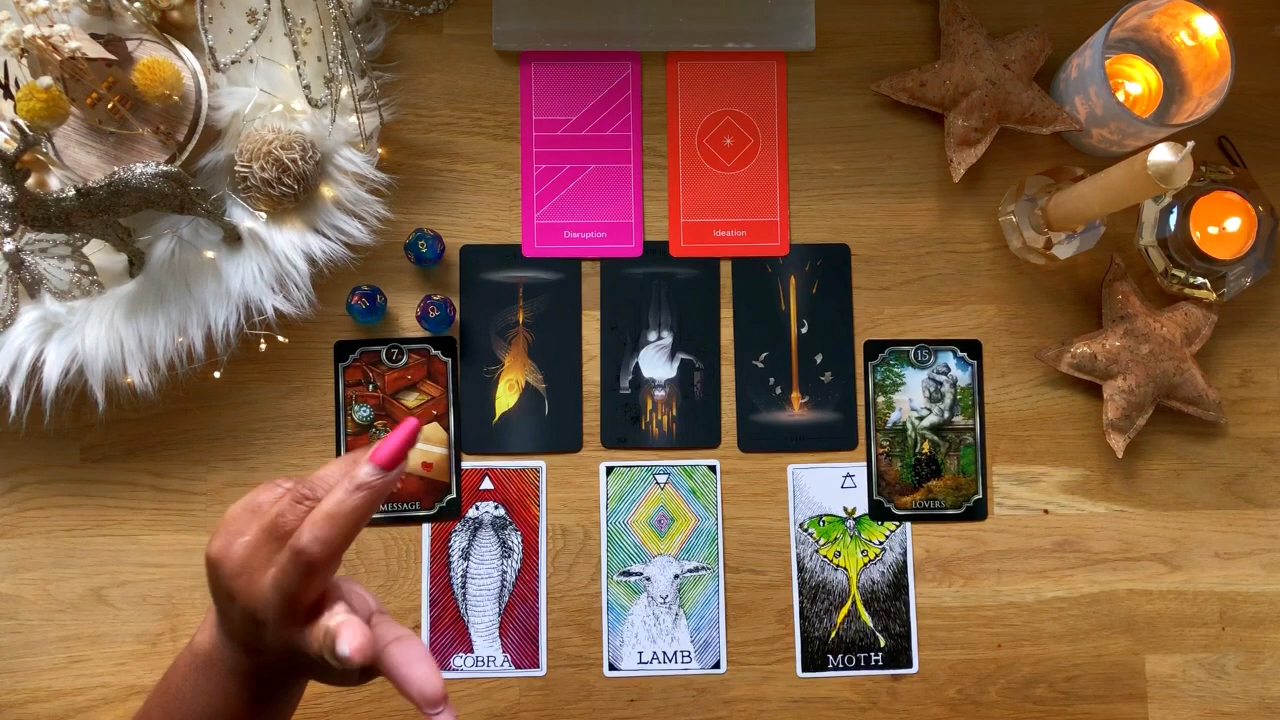 Disruption
Ideation
7
MESSAGE
15
LOVERS
COBRA
LAMB
MOTH